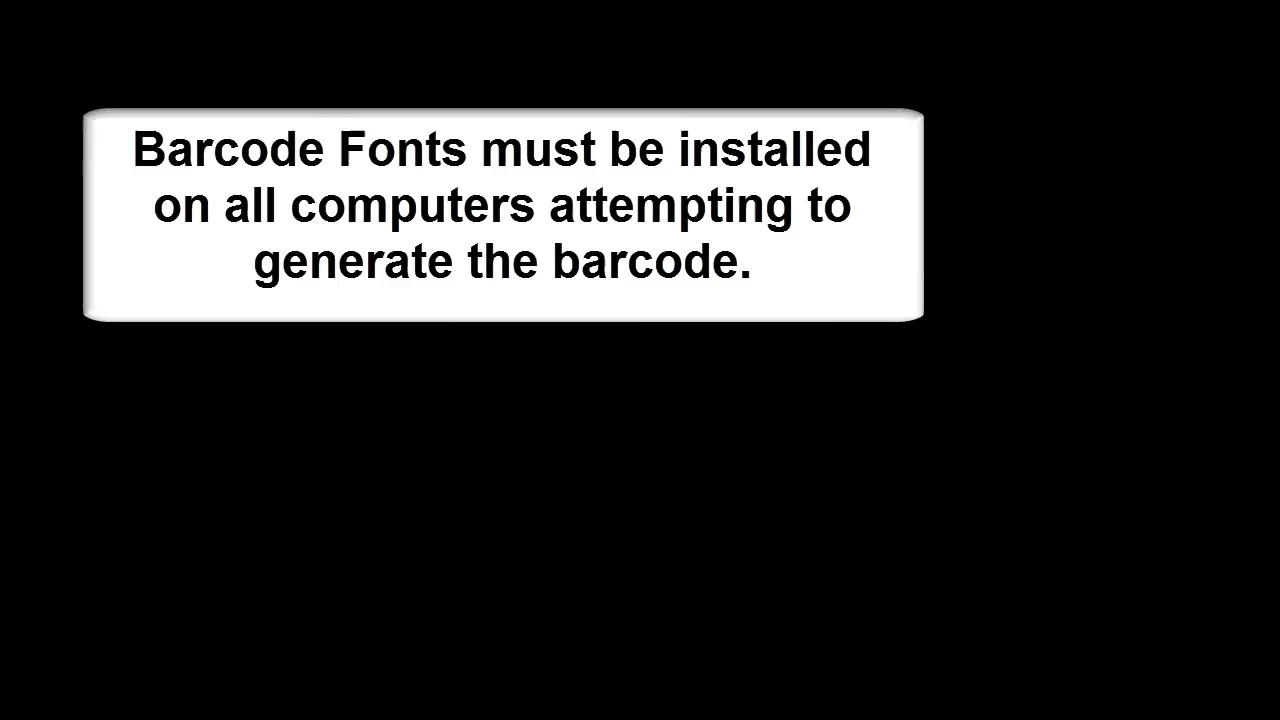 Barcode Fonts must be installed
on all computers attempting to
generate the barcode.